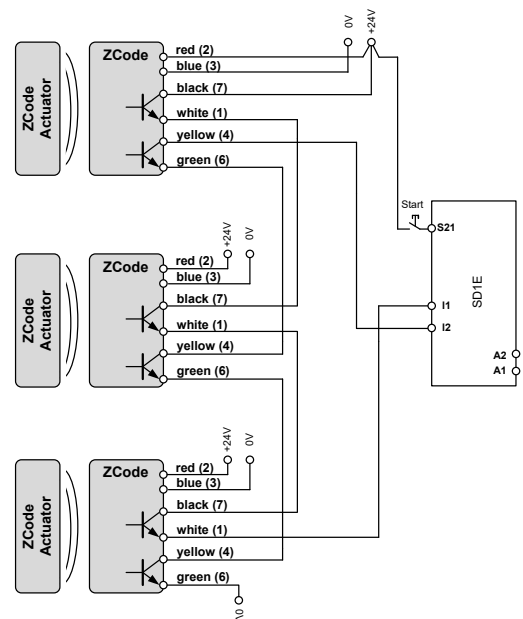 0V
+24V
ZCode
Actuator
ZCode
red (2)
blue (3)
black (7)
white (1)
yellow (4)
green (6)
Start
S21
SD1E
I1
I2
A2
A1
ZCode
Actuator
ZCode
+24V
0V
red (2)
blue (3)
black (7)
white (1)
yellow (4)
green (6)
ZCode
Actuator
ZCode
+24V
0V
red (2)
blue (3)
black (7)
white (1)
yellow (4)
green (6)